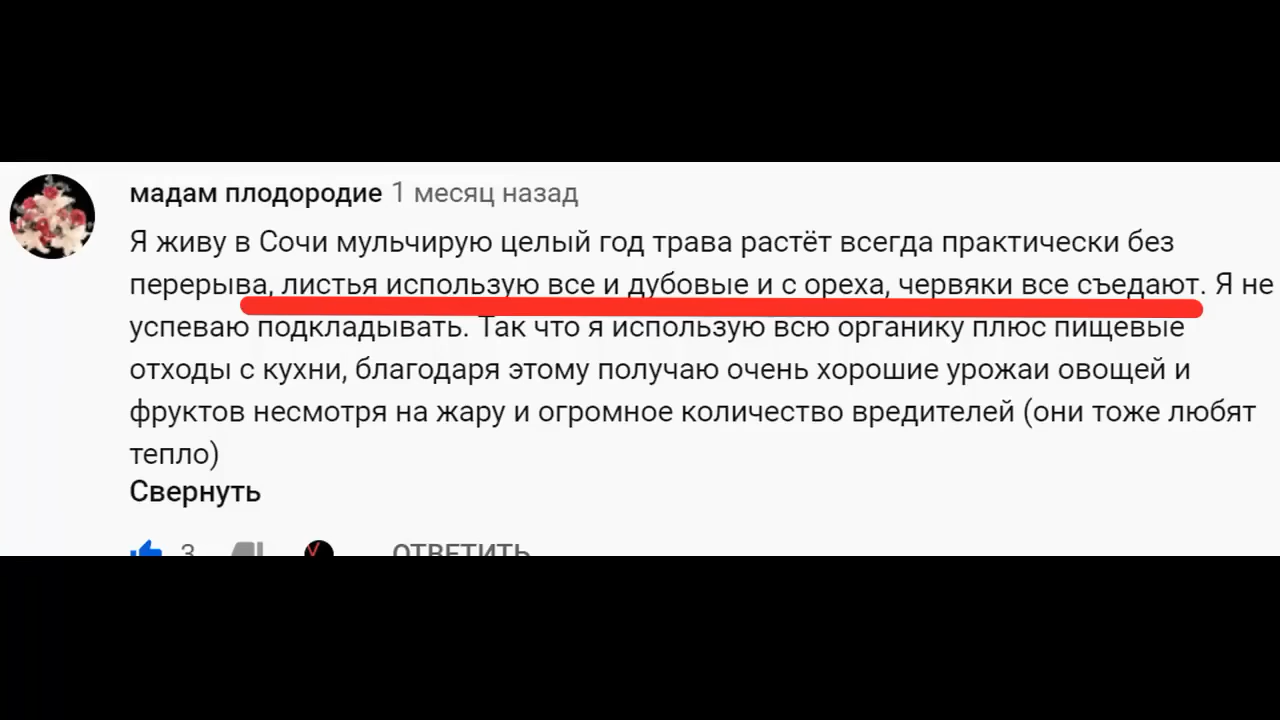 мадам плодородие 1 месяц назад
Я живу в Сочи мульчирую целый год трава растёт всегда практически без
перерыва, листья использую все и дубовые и с ореха, червяки все съедают. Я не
успеваю подкладывать. Так что я использую всю органику плюс пищевые
отходы с кухни, благодаря этому получаю очень хорошие урожаи овощей и
фруктов несмотря на жару и огромное количество вредителей (они тоже любят
тепло)
Свернуть
3 ОТВЕТИТЬ